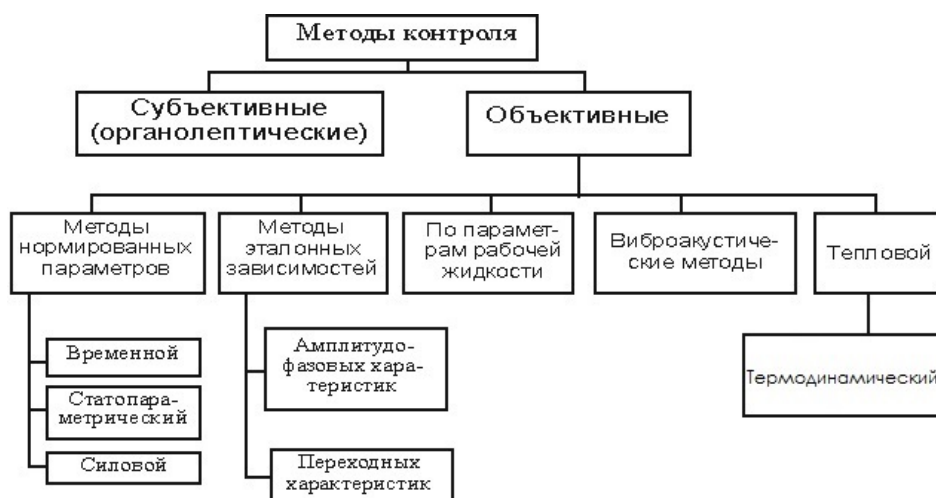 Методы контроля
Субъективные
(органолептические)
Объективные
Методы
нормированных
параметров
Методы
эталонных
зависимостей
По парамет-
рам рабочей
жидкости
Виброакустиче-
ские методы
Тепловой
Временной
Статопара-
метрический
Силовой
Амплитудо-
фазовых хара-
теристик
Переходных
характеристик
Термодинамический